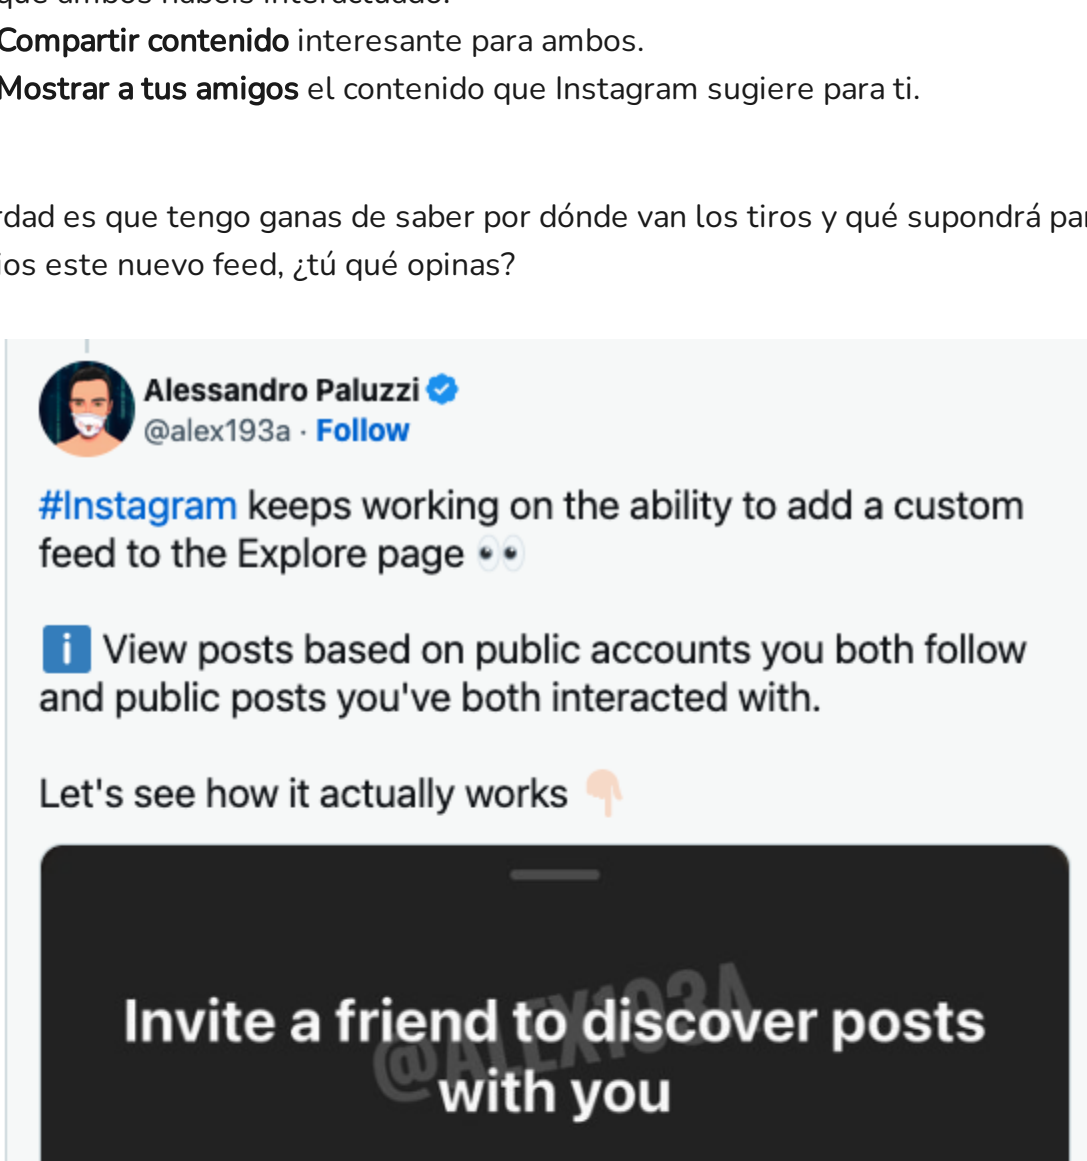 que ambos habéis interactuado.
Compartir contenido interesante para ambos.
Mostrar a tus amigos el contenido que Instagram sugiere para ti.
es que tengo ganas de saber por dónde van los tiros y qué supondrá
este nuevo feed, ¿tú qué opinas?
Alessandro Paluzzi
@alex193a · Follow
#Instagram keeps working on the ability to add a custom
feed to the Explore page 👀
ℹ️ View posts based on public accounts you both follow
and public posts you've both interacted with.
Let's see how it actually works 👇🏻
@ALEX193A
Invite a friend to discover posts
with you